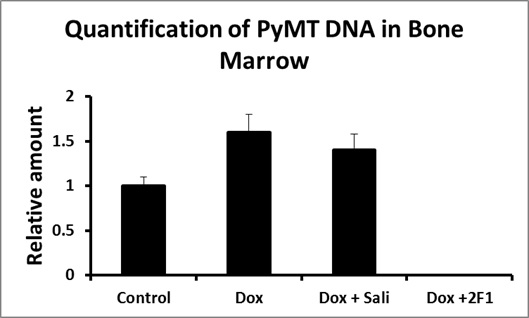 Quantification of PyMT DNA in Bone
Marrow
Relative amount
2
1.5
1
0.5
0
Control Dox Dox + Sali Dox +2F1